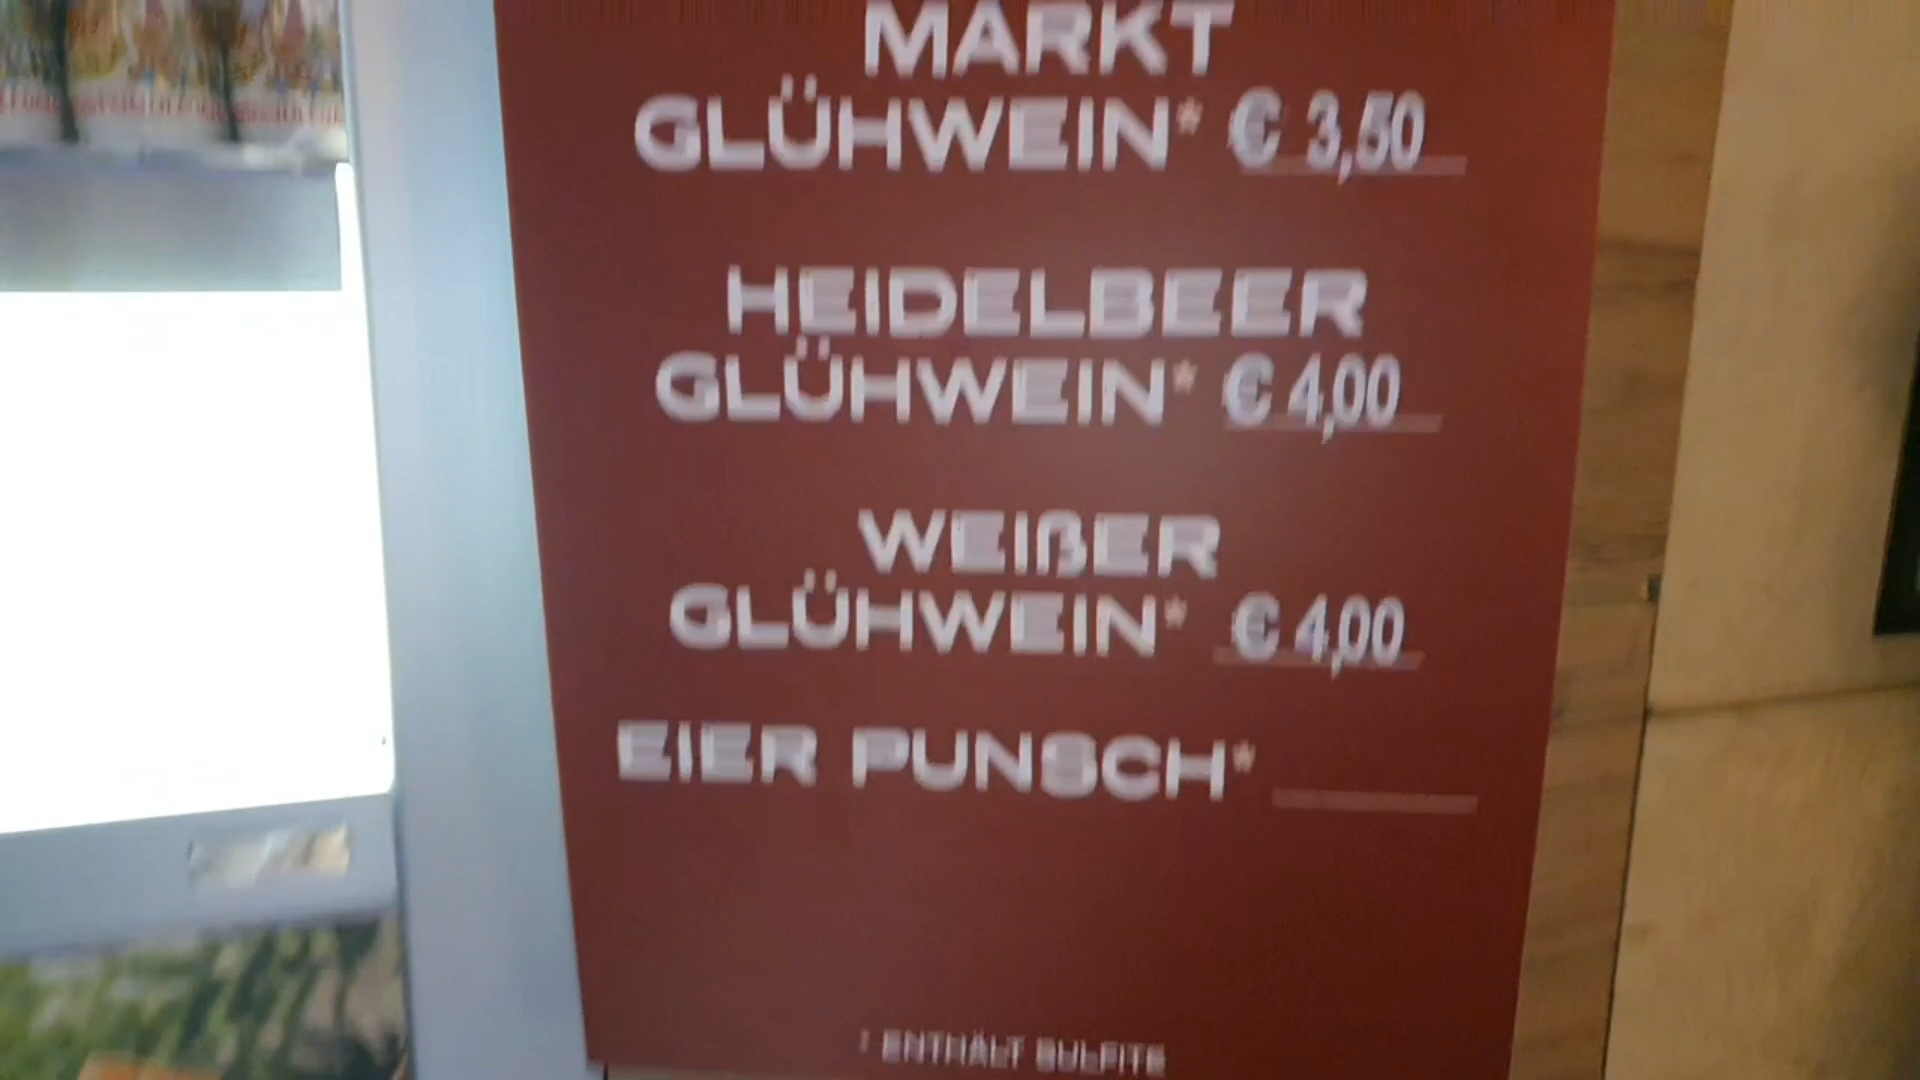 MARKT
GLÜHWEIN* € 3,50
HEIDELBEER
GLÜHWEIN* € 4,00
WEIßER
GLÜHWEIN* € 4,00
EIER PUNSCH*
* ENTHÄLT SULFITE